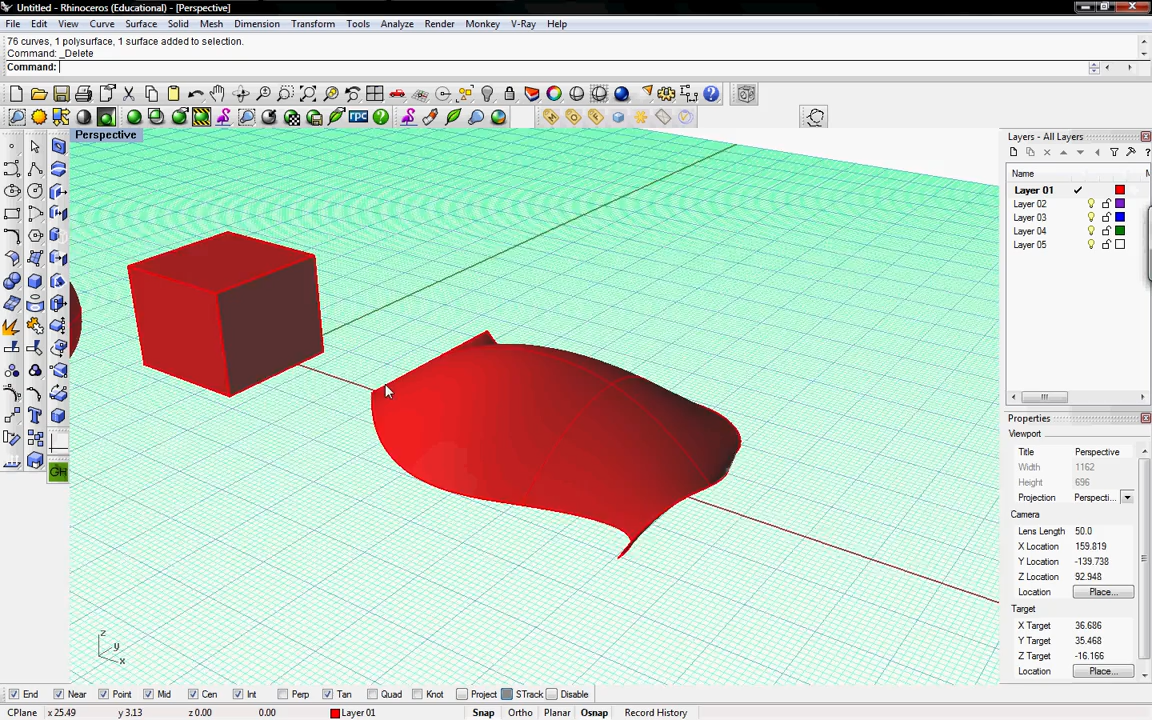 Untitled - Rhinoceros (Educational) - [Perspective]
File Edit View Curve Surface Solid Mesh Dimension Transform Tools Analyze Render Monkey V-Ray Help
76 curves, 1 polysurface, 1 surface added to selection.
Command: _Delete
Command:
rpc
Perspective
Layers - All Layers
Name
Layer 01
Layer 02
Layer 03
Layer 04
Layer 05
GH
Properties
Viewport
Title Perspective
Width 1162
Height 696
Projection Perspecti...
Camera
Lens Length 50.0
X Location 159.819
Y Location -139.738
Z Location 92.948
Location Place...
Target
X Target 36.686
Y Target 35.468
Z Target -16.166
Location Place...
z
y
x
End Near Point Mid Cen Int Perp Tan Quad Knot Project STrack Disable
CPlane x 25.49 y 3.13 z 0.00 0.00 Layer 01 Snap Ortho Planar Osnap Record History